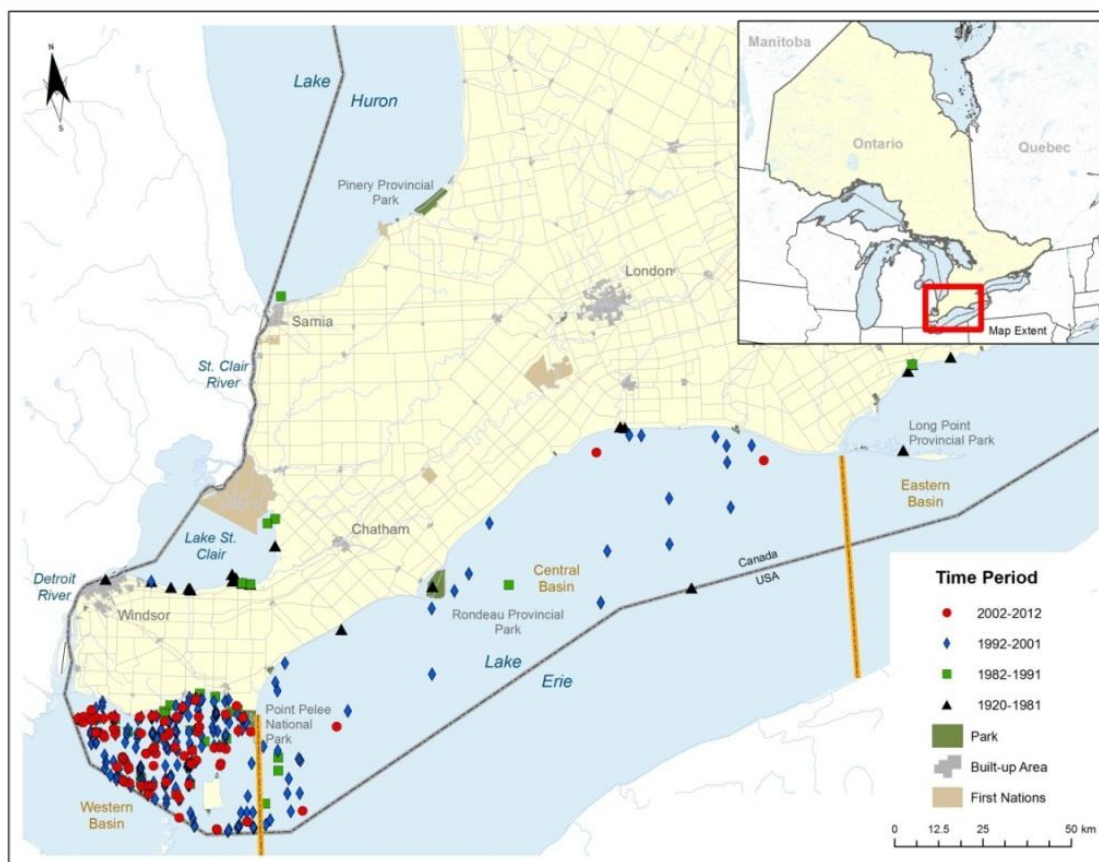 N
S
Lake
Huron
Pinery Provincial
Park
London
Sarnia
St. Clair
River
Manitoba
Ontario
Quebec
Map Extent
Long Point
Provincial Park
Eastern
Basin
Lake St.
Clair
Chatham
Detroit
River
Windsor
Central
Basin
Canada
USA
Rondeau Provincial
Park
Lake
Erie
Point Pelee
National
Park
Western
Basin
Time Period
2002-2012
1992-2001
1982-1991
1920-1981
Park
Built-up Area
First Nations
0 12.5 25 50 km